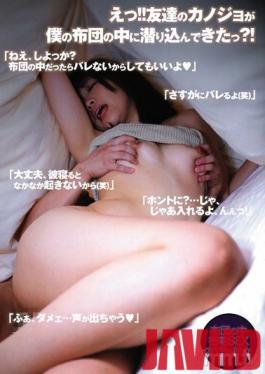 えっ!!友達のカノジョが
僕の布団の中に潜り込んできたっ?!
「ねえ、しよっか?
布団の中だったらバレないからしてもいいよ♥」
「さすがにバレるよ(笑)」
「大丈夫、彼寝ると
なかなか起きないから(笑)」
「ホントに?…じゃ、
じゃあ入れるよ、んんっ」
「ふぁ、ダメェ…声が出ちゃう♥」
JAVHD